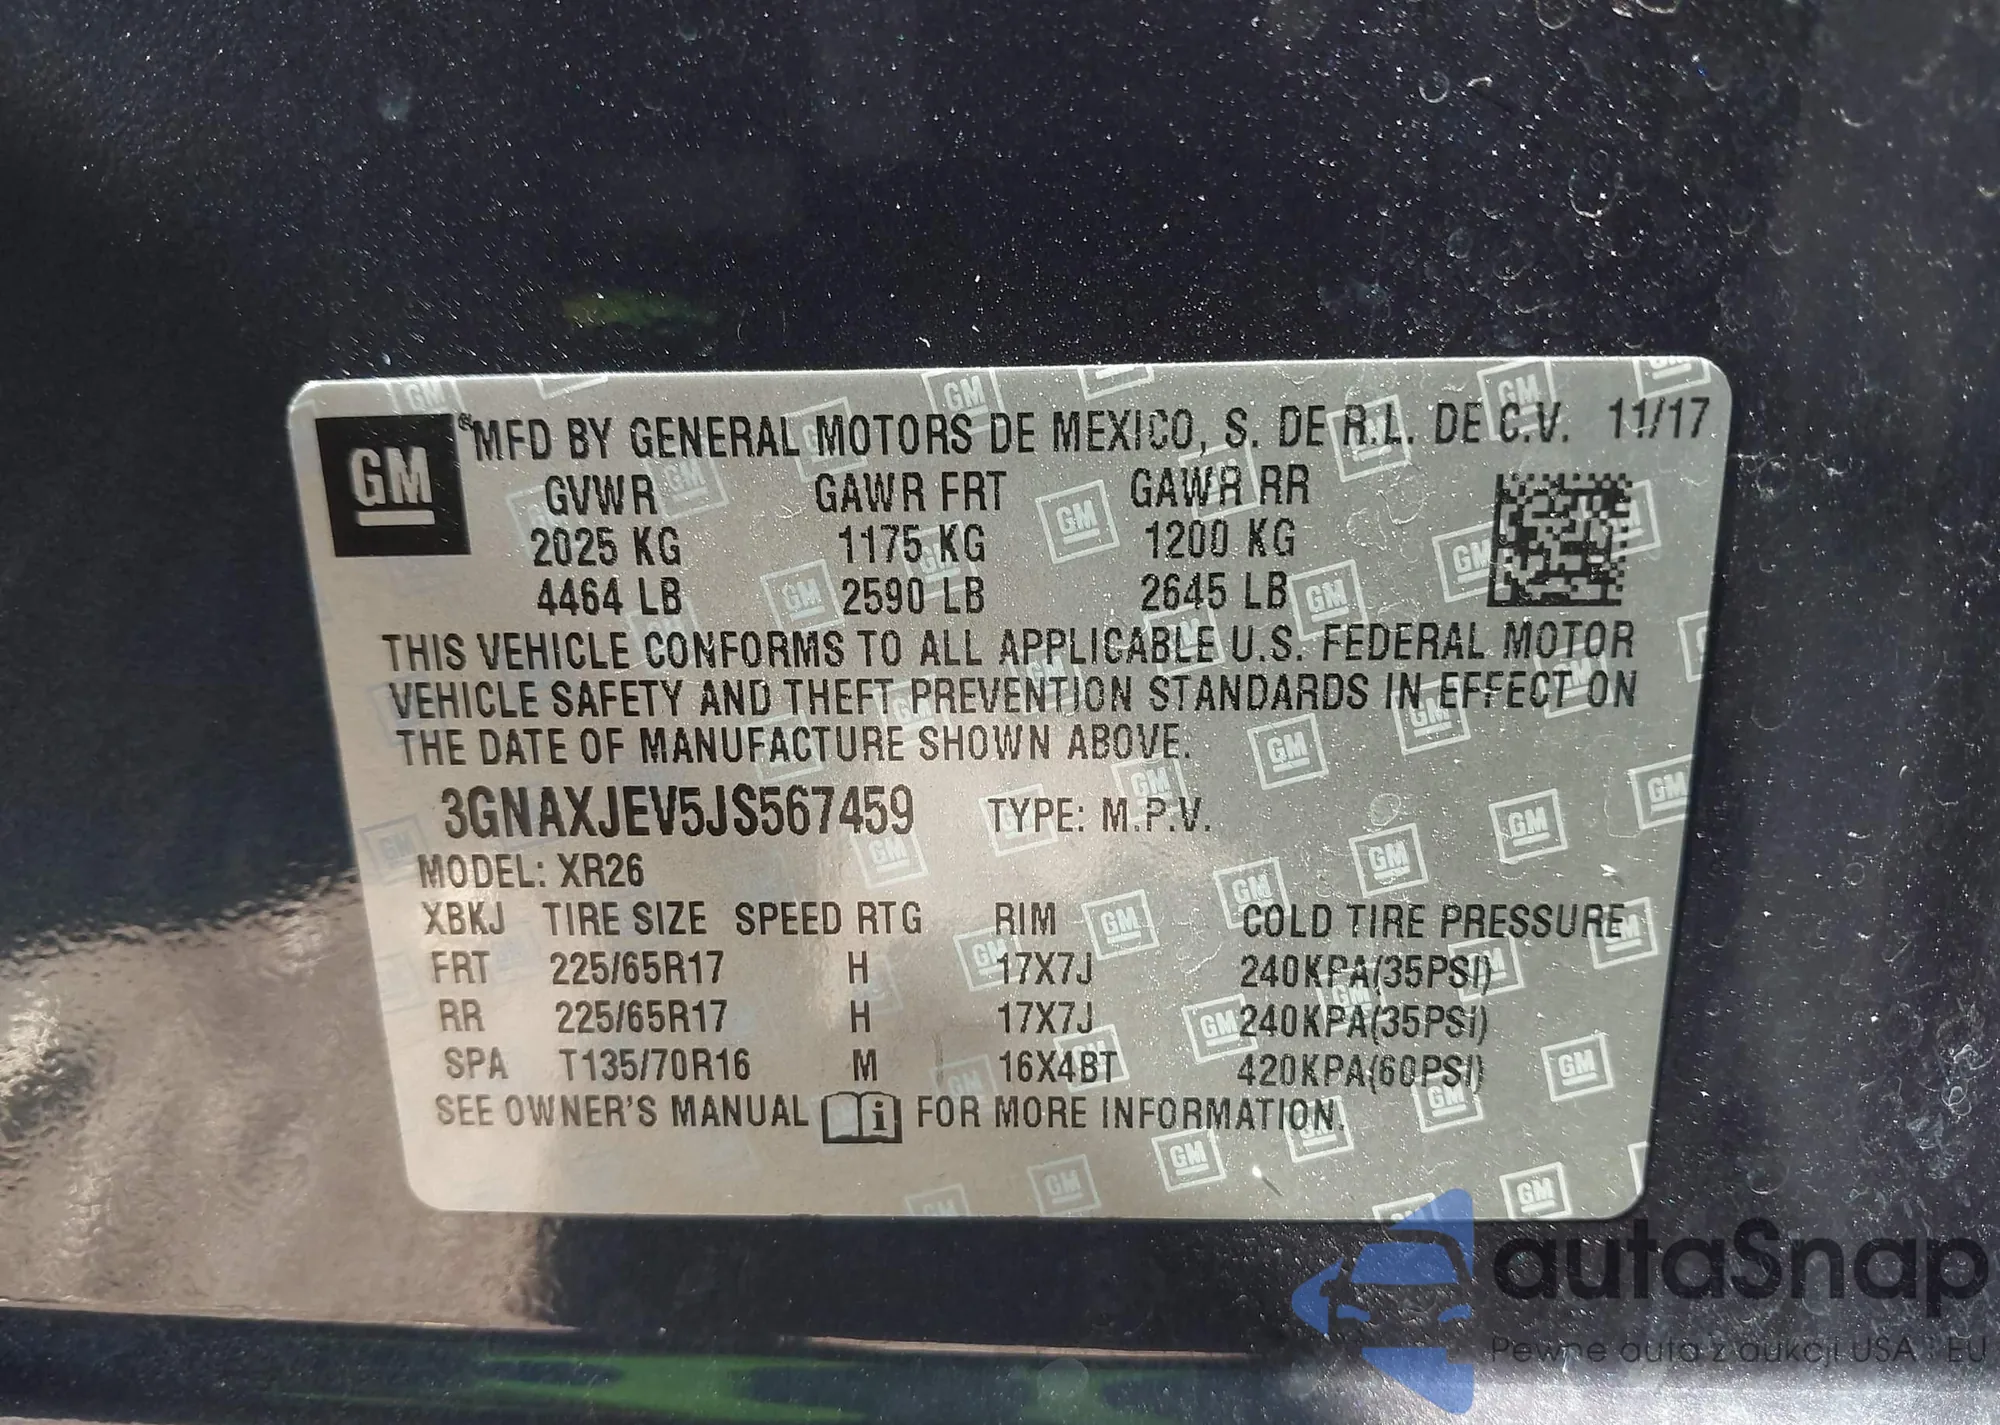 GM ® MFD BY GENERAL MOTORS DE MEXICO, S. DE R.L. DE C.V. 11/17
GVWR GAWR FRT GAWR RR
2025 KG 1175 KG 1200 KG
4464 LB 2590 LB 2645 LB
THIS VEHICLE CONFORMS TO ALL APPLICABLE U.S. FEDERAL MOTOR
VEHICLE SAFETY AND THEFT PREVENTION STANDARDS IN EFFECT ON
THE DATE OF MANUFACTURE SHOWN ABOVE.
3GNAXJEV5JS567459 TYPE: M.P.V.
MODEL: XR26
XBKJ TIRE SIZE SPEED RTG RIM COLD TIRE PRESSURE
FRT 225/65R17 H 17X7J 240KPA(35PSI)
RR 225/65R17 H 17X7J 240KPA(35PSI)
SPA T135/70R16 M 16X4BT 420KPA(60PSI)
SEE OWNER'S MANUAL i FOR MORE INFORMATION.
autaSnap
Pewne auta z aukcji USA i EU